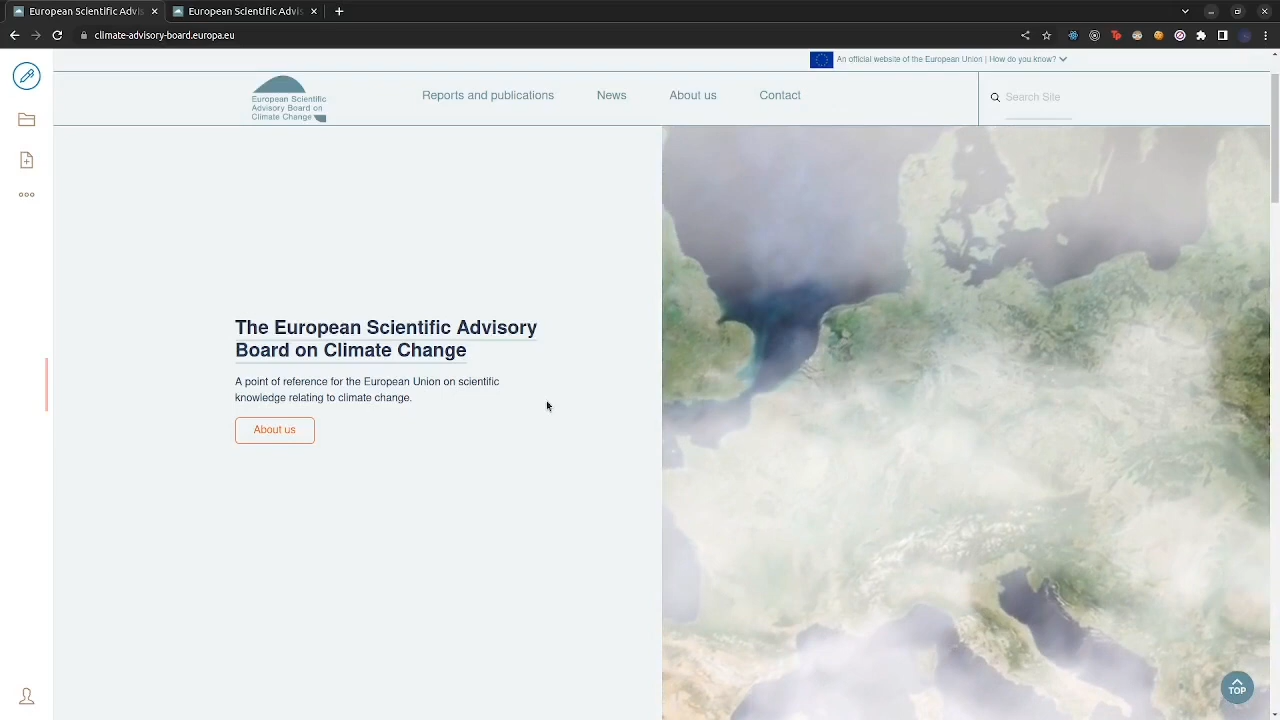 European Scientific Advis
European Scientific Advis
climate-advisory-board.europa.eu
An official website of the European Union | How do you know?
European Scientific
Advisory Board on
Climate Change
Reports and publications
News
About us
Contact
Search Site
The European Scientific Advisory
Board on Climate Change
A point of reference for the European Union on scientific
knowledge relating to climate change.
About us
TOP